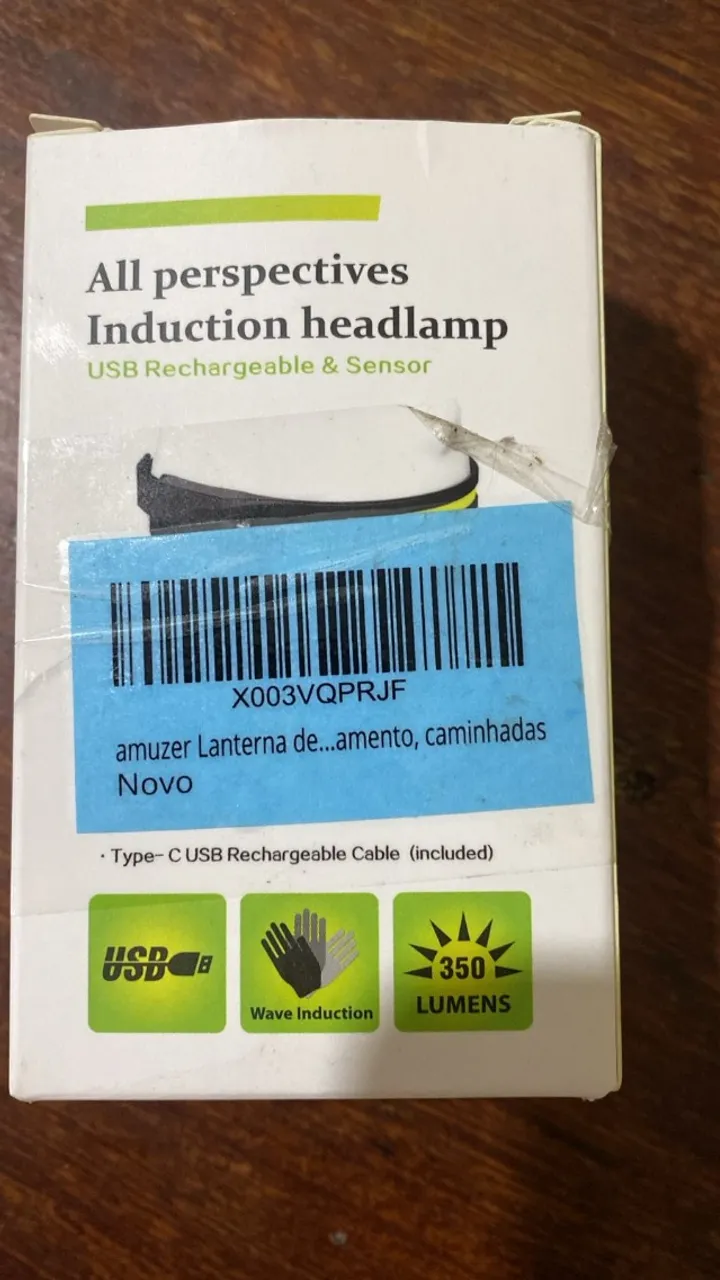 All perspectives
Induction headlamp
USB Rechargeable & Sensor
X003VQPRJF
amuzer Lanterna de...amento, caminhadas
Novo
· Type-C USB Rechargeable Cable (included)
USB
Wave Induction
350
LUMENS